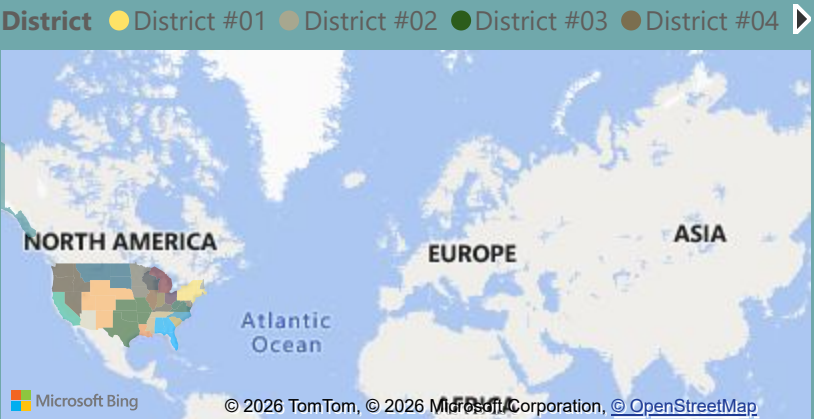 District District #01 District #02 District #03 District #04
NORTH AMERICA
EUROPE
ASIA
Atlantic
Ocean
AFRICA
Microsoft Bing
© 2026 TomTom, © 2026 Microsoft Corporation, © OpenStreetMap